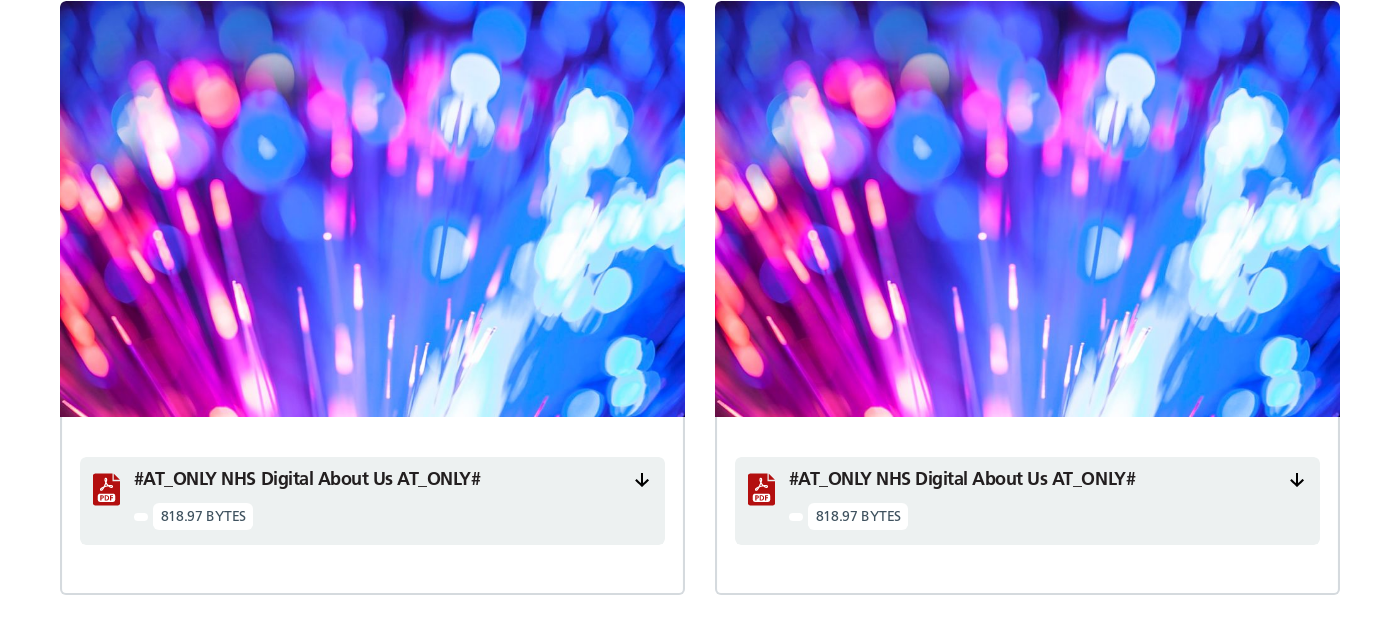 #AT_ONLY NHS Digital About Us AT_ONLY#
PDF
818.97 BYTES
#AT_ONLY NHS Digital About Us AT_ONLY#
PDF
818.97 BYTES